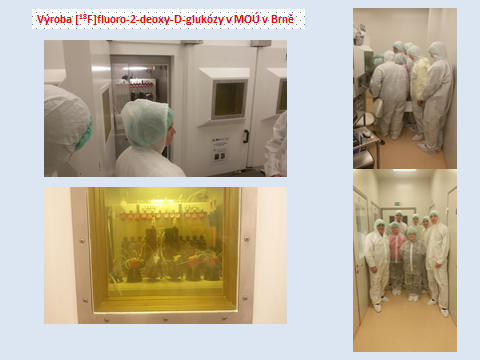 Výroba [¹⁸F]fluoro-2-deoxy-D-glukózy v MOÚ v Brně